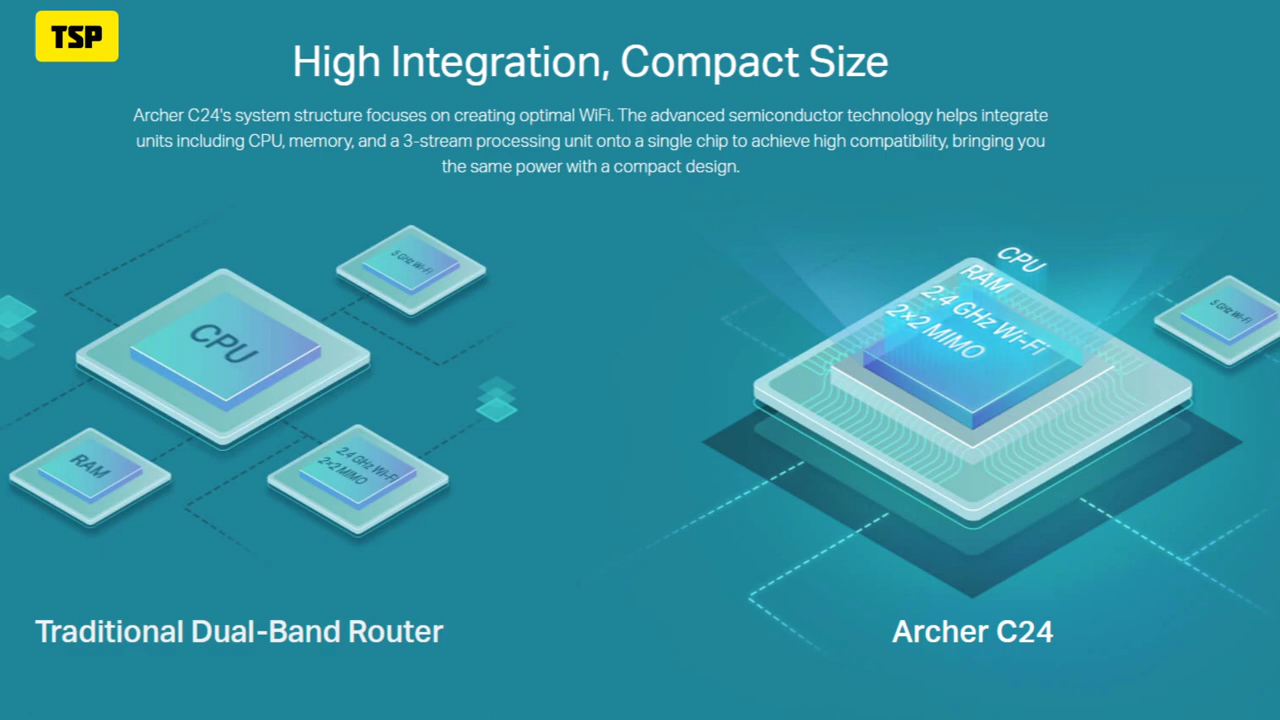 TSP
High Integration, Compact Size
Archer C24's system structure focuses on creating optimal WiFi. The advanced semiconductor technology helps integrate
units including CPU, memory, and a 3-stream processing unit onto a single chip to achieve high compatibility, bringing you
the same power with a compact design.
5 GHz Wi-Fi
CPU
RAM
2.4 GHz Wi-Fi
2×2 MIMO
CPU
RAM
2.4 GHz Wi-Fi
2×2 MIMO
5 GHz Wi-Fi
Traditional Dual-Band Router
Archer C24